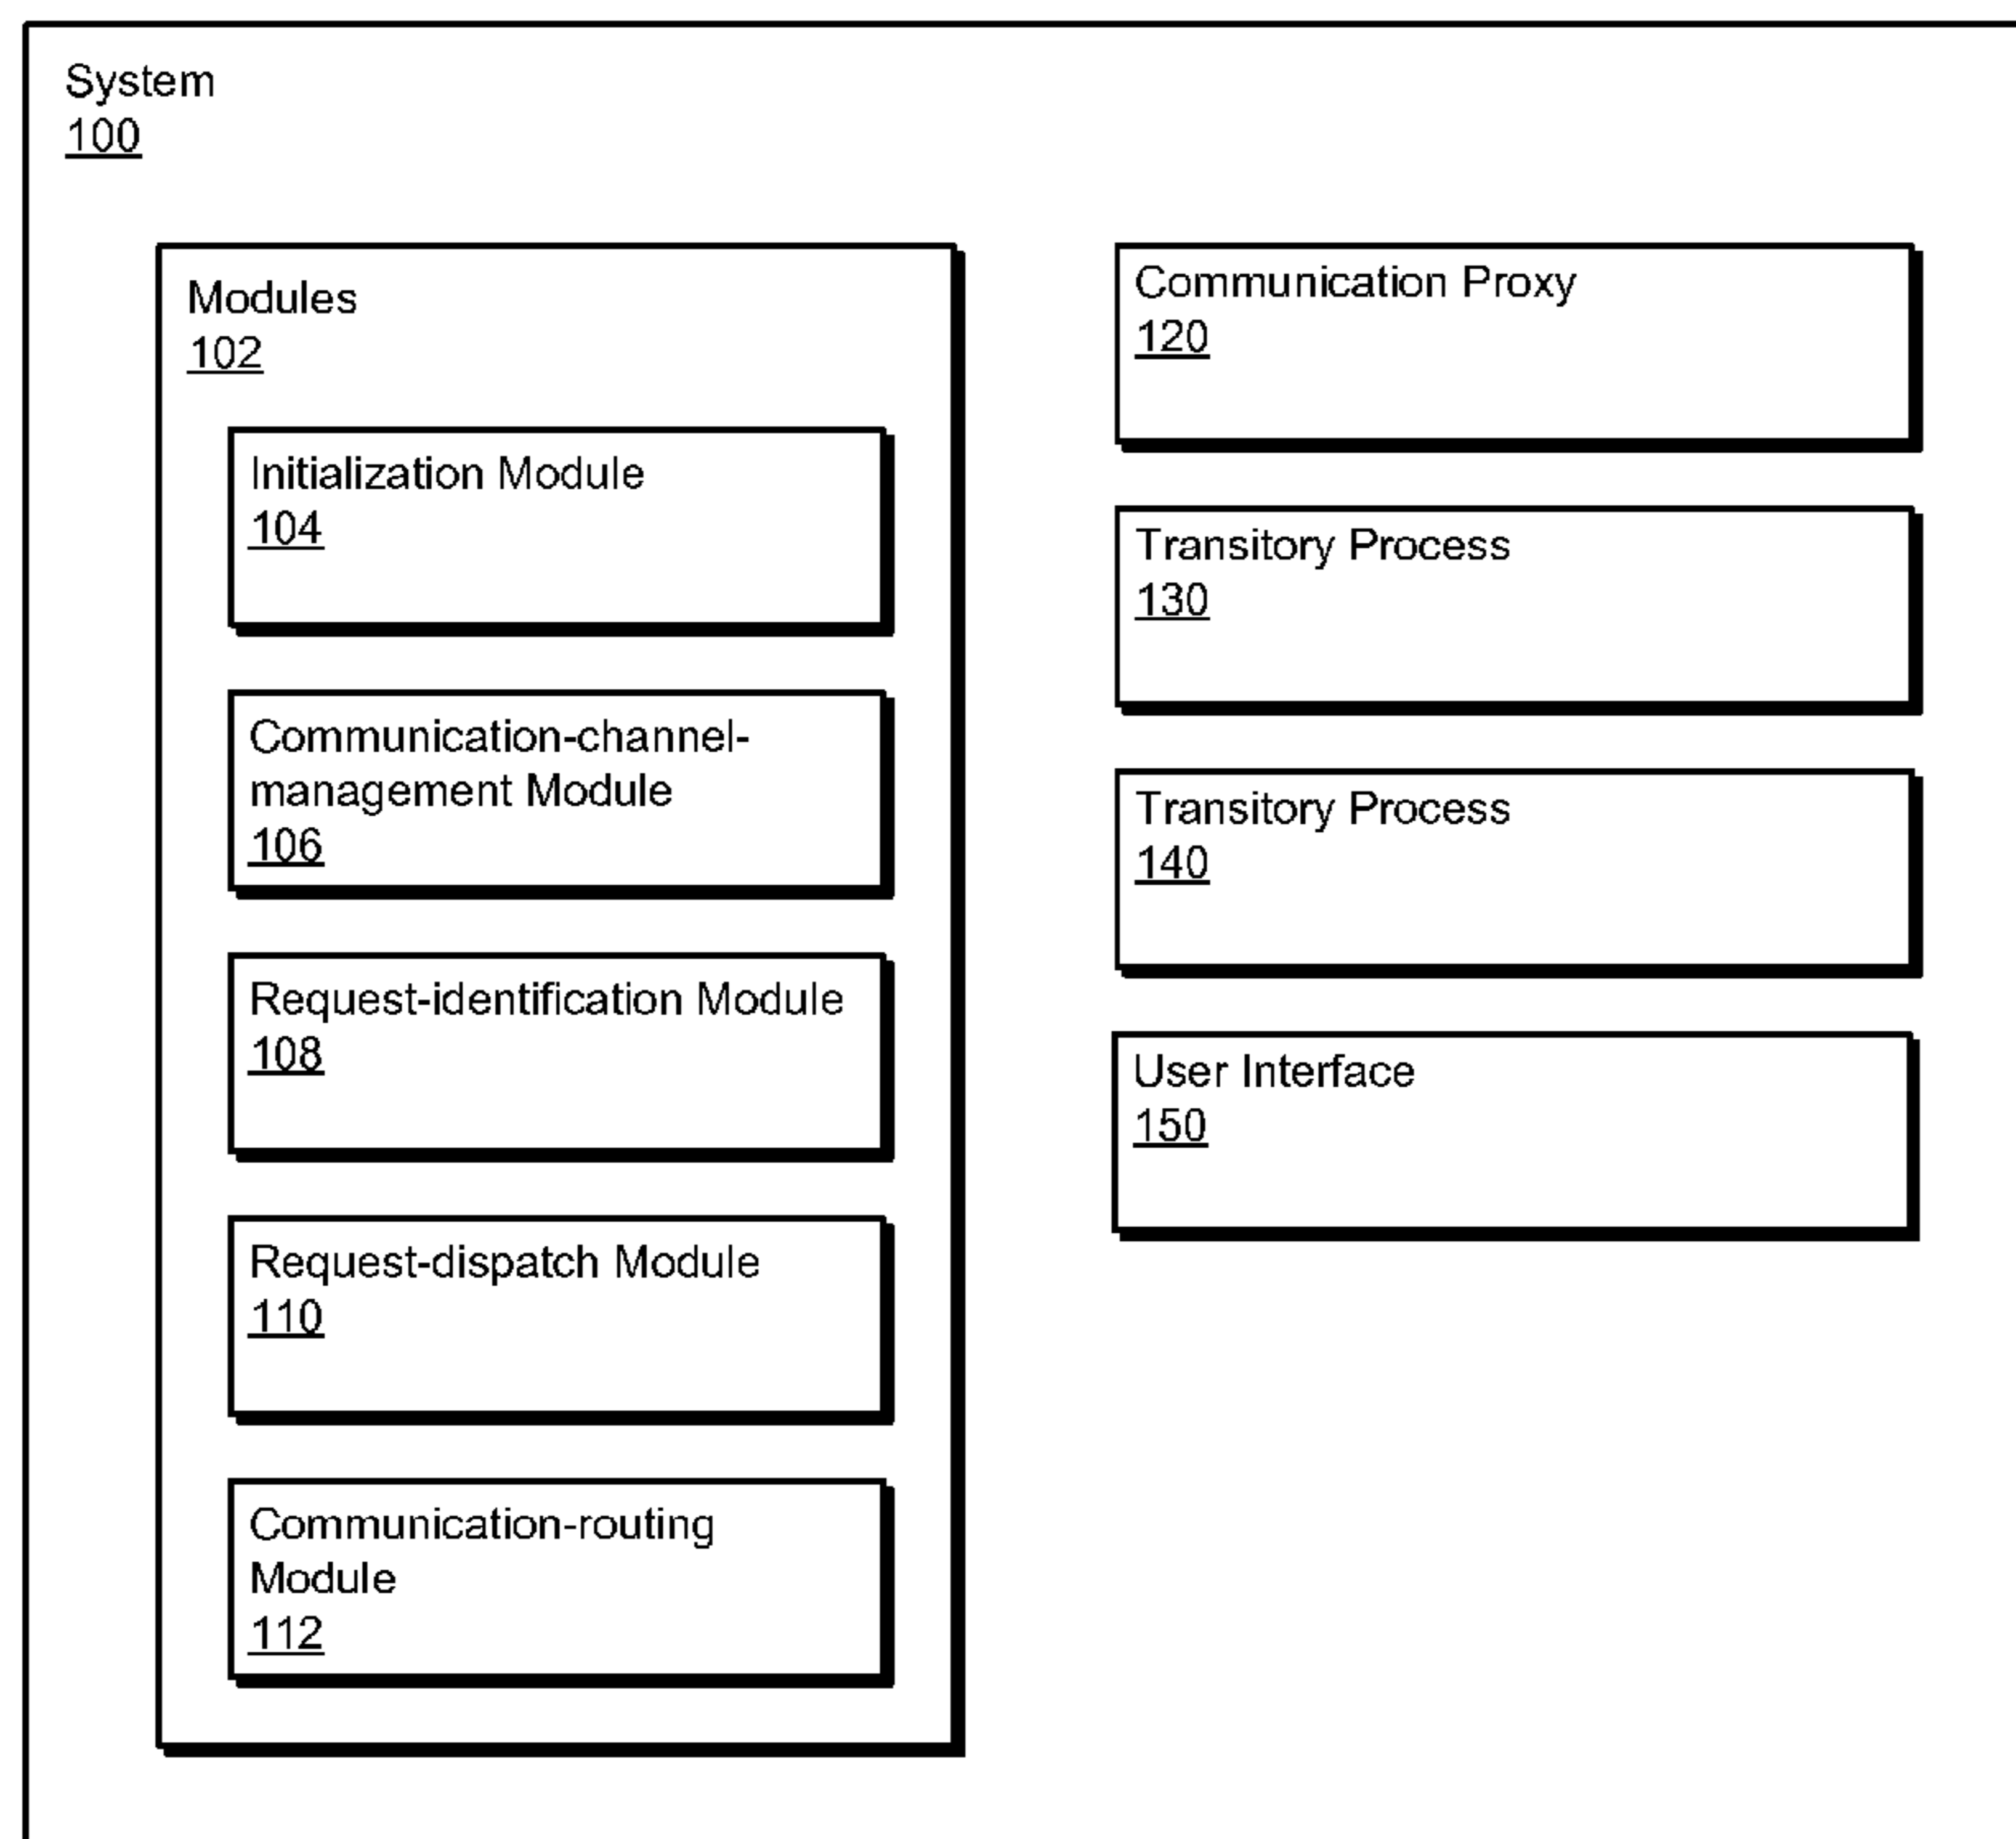 System
100
Modules
102
Initialization Module
104
Communication-channel-
management Module
106
Request-identification Module
108
Request-dispatch Module
110
Communication-routing
Module
112
Communication Proxy
120
Transitory Process
130
Transitory Process
140
User Interface
150